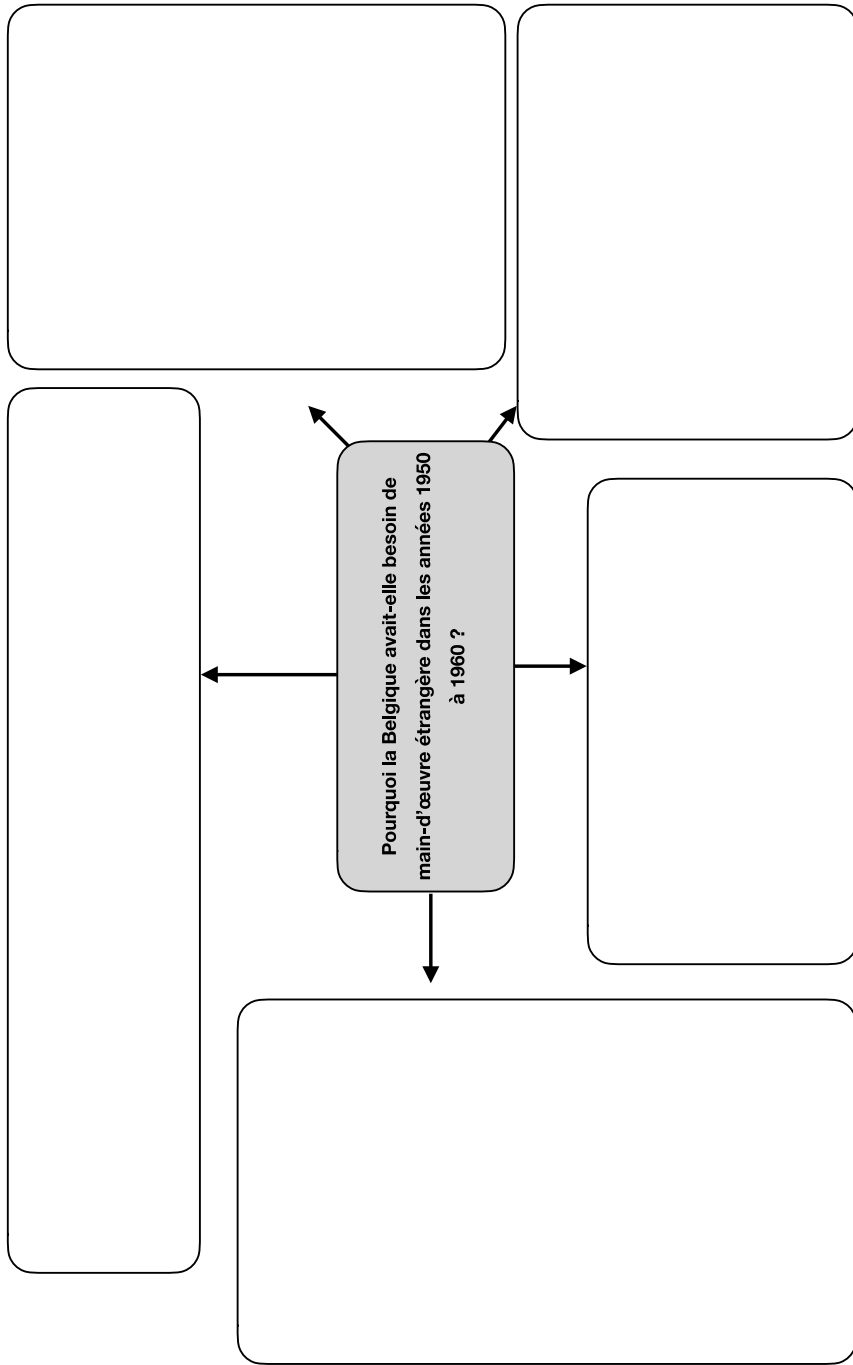 Pourquoi la Belgique avait-elle besoin de
main-d'œuvre étrangère dans les années 1950
à 1960 ?